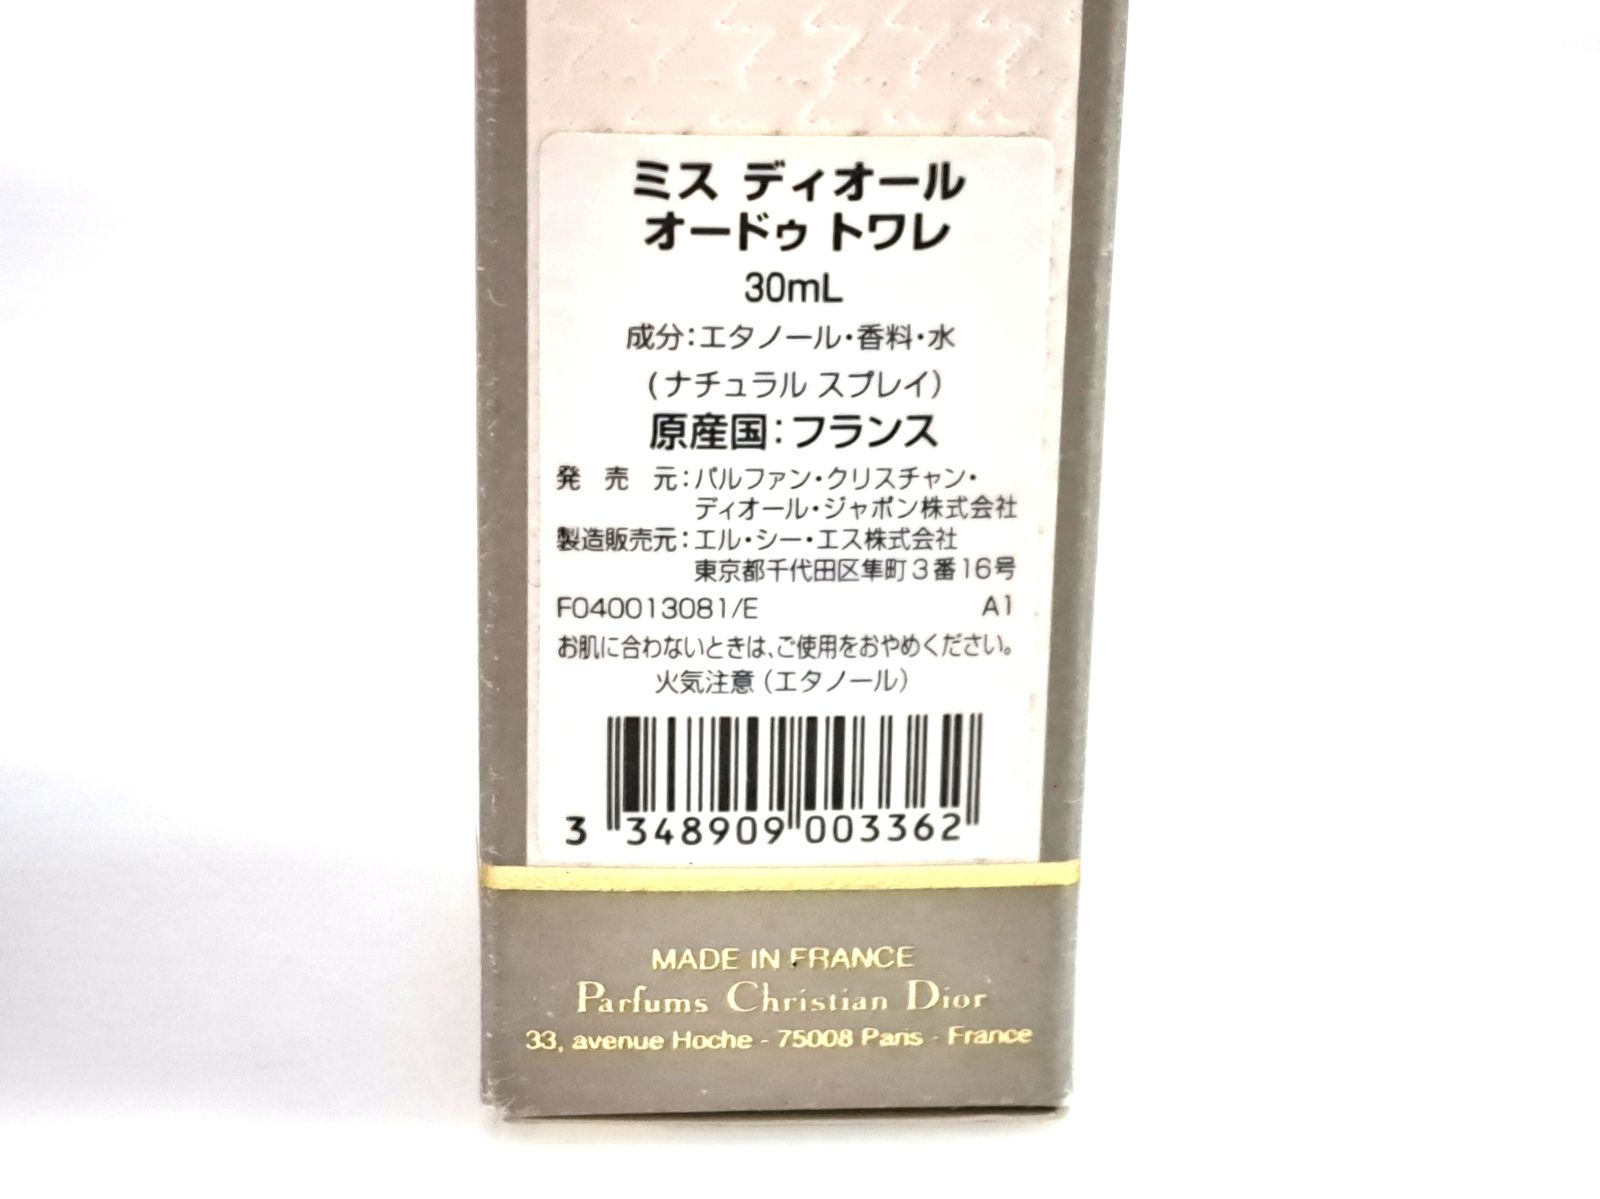 ミス ディオール
オードゥ トワレ
30mL
成分:エタノール・香料・水
(ナチュラル スプレイ)
原産国:フランス
発 売 元:パルファン・クリスチャン・
ディオール・ジャポン株式会社
製造販売元:エル・シー・エス株式会社
東京都千代田区隼町3番16号
F040013081/E A1
お肌に合わないときは、ご使用をおやめください。
火気注意(エタノール)
3 348909 003362
MADE IN FRANCE
Parfums Christian Dior
33, avenue Hoche - 75008 Paris - France